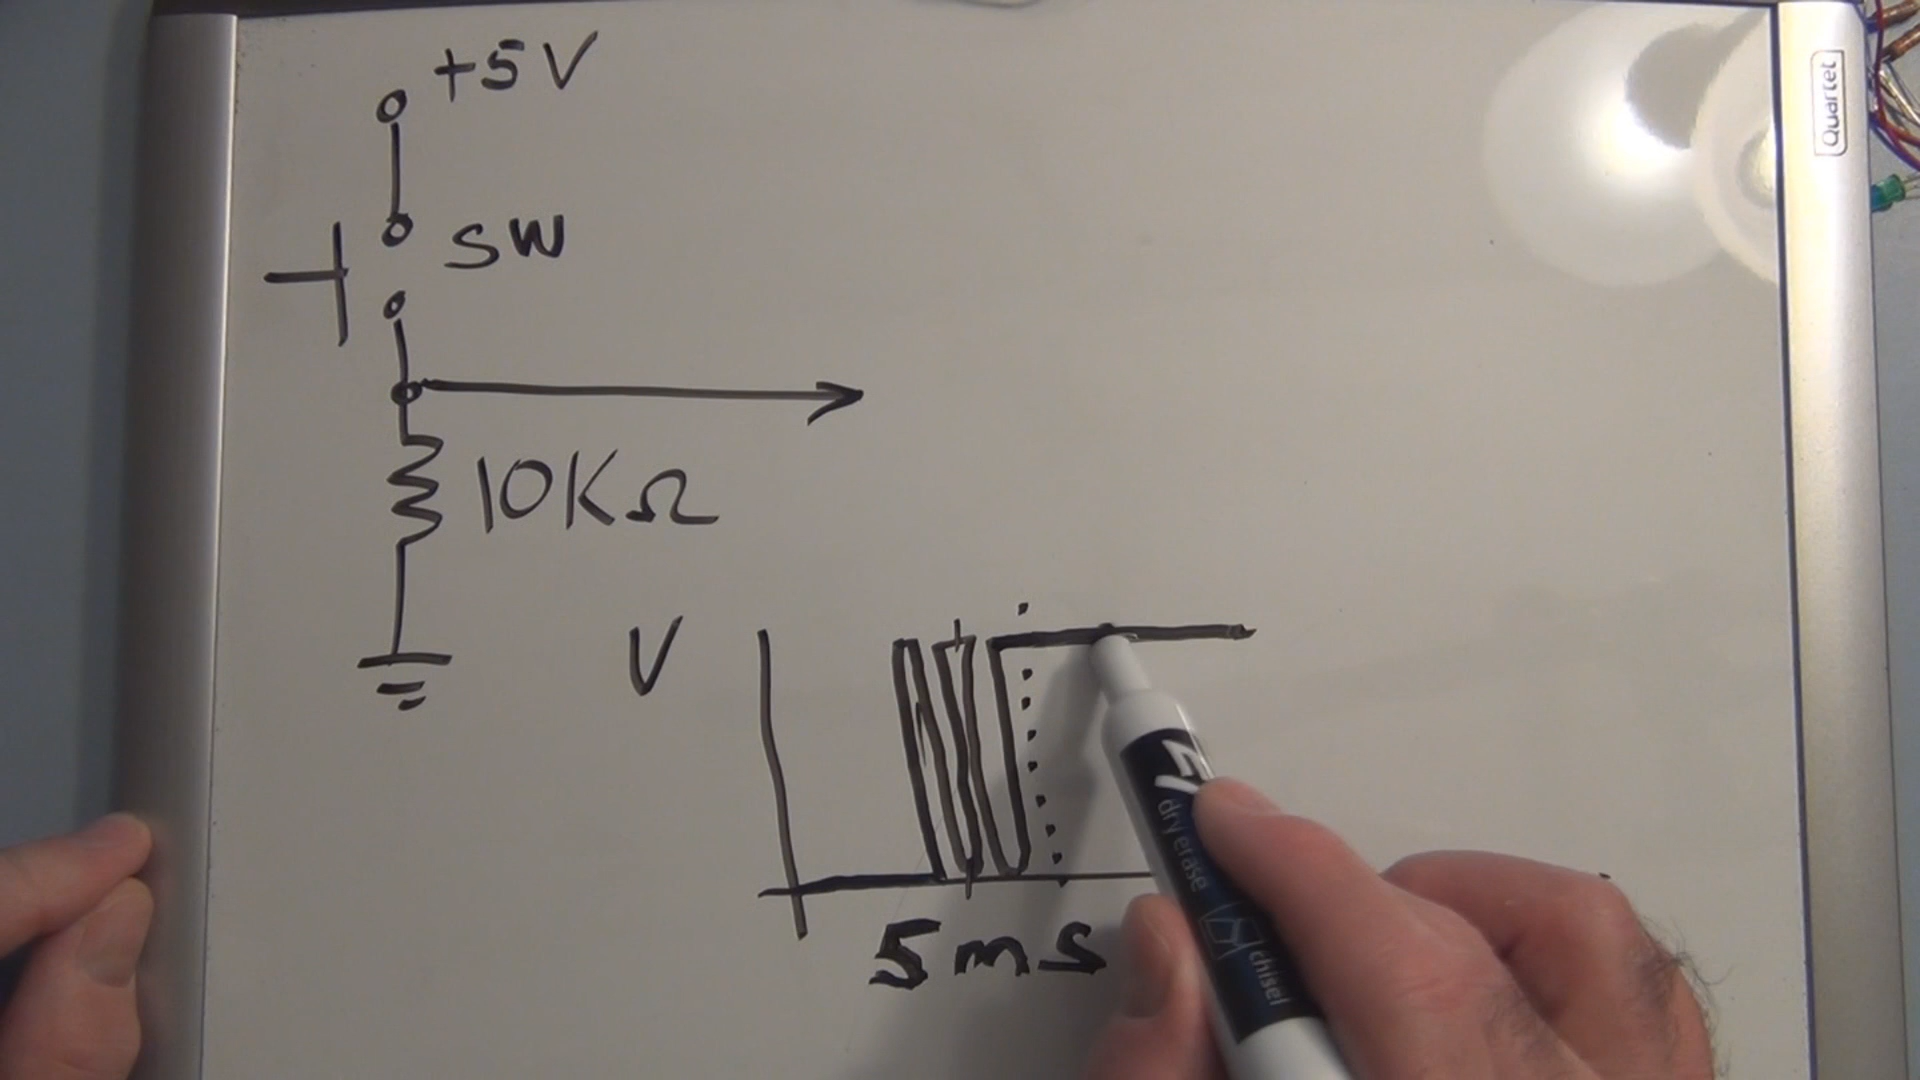 +5V
SW
10KΩ
V
5ms
Quartet
dry erase
chisel